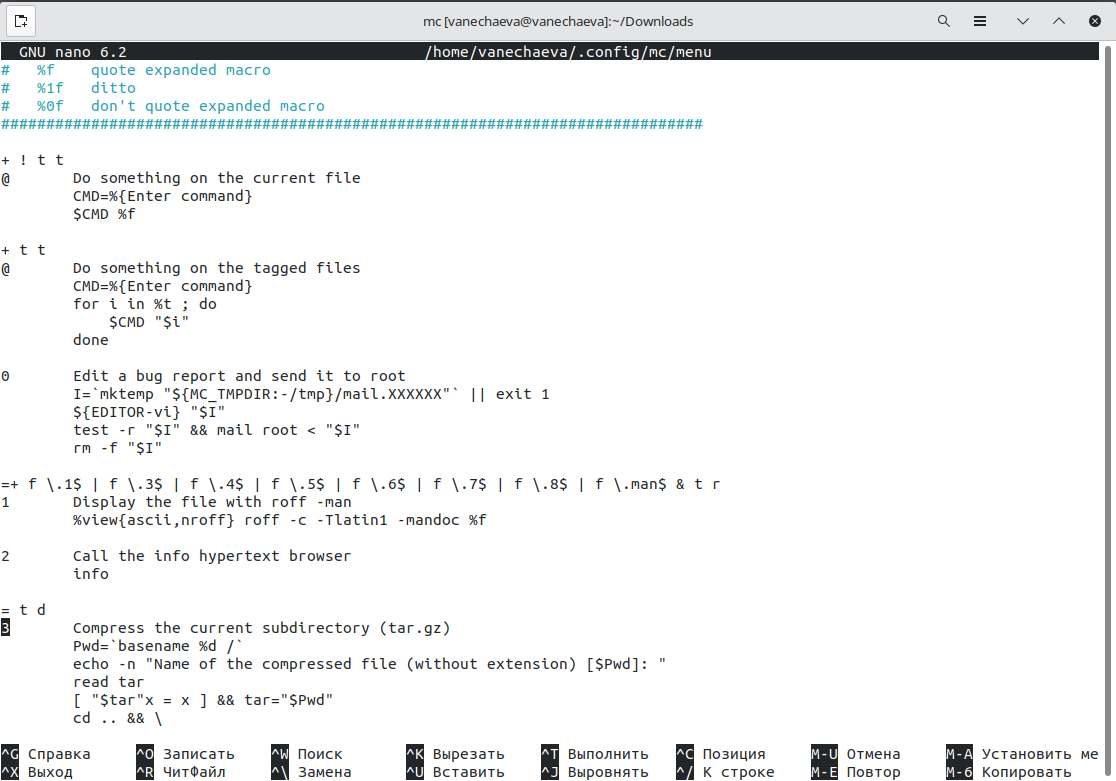 mc [vanechaeva@vanechaeva]:~/Downloads
GNU nano 6.2 /home/vanechaeva/.config/mc/menu
#   %f    quote expanded macro
#   %1f   ditto
#   %0f   don't quote expanded macro
##############################################################################
+ ! t t
@       Do something on the current file
        CMD=%{Enter command}
        $CMD %f
+ t t
@       Do something on the tagged files
        CMD=%{Enter command}
        for i in %t ; do
            $CMD "$i"
        done
0       Edit a bug report and send it to root
        I=`mktemp "${MC_TMPDIR:-/tmp}/mail.XXXXXX"` || exit 1
        ${EDITOR-vi} "$I"
        test -r "$I" && mail root < "$I"
        rm -f "$I"
=+ f \.1$ | f \.3$ | f \.4$ | f \.5$ | f \.6$ | f \.7$ | f \.8$ | f \.man$ & t r
1       Display the file with roff -man
        %view{ascii,nroff} roff -c -Tlatin1 -mandoc %f
2       Call the info hypertext browser
        info
= t d
3       Compress the current subdirectory (tar.gz)
        Pwd=`basename %d /`
        echo -n "Name of the compressed file (without extension) [$Pwd]: "
        read tar
        [ "$tar"x = x ] && tar="$Pwd"
        cd .. && \
^G Справка ^O Записать ^W Поиск ^K Вырезать ^T Выполнить ^C Позиция M-U Отмена M-A Установить ме
^X Выход ^R ЧитФайл ^\ Замена ^U Вставить ^J Выровнять ^/ К строке M-E Повтор M-6 Копировать